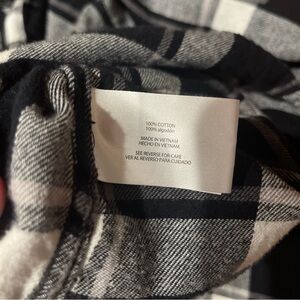 100% COTTON
100% algodón
MADE IN VIETNAM
HECHO EN VIETNAM
SEE REVERSE FOR CARE
VER AL REVERSO PARA CUIDADO